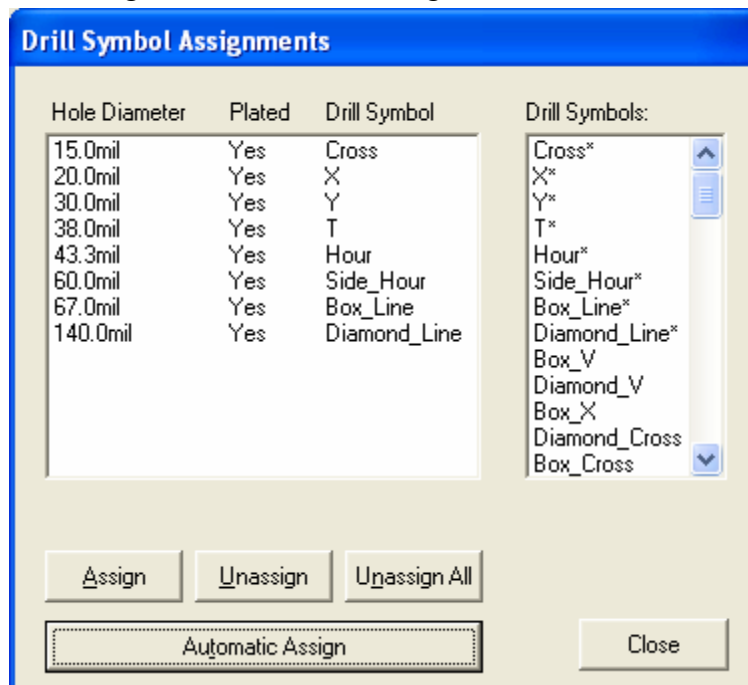 Drill Symbol Assignments
Hole Diameter Plated Drill Symbol Drill Symbols:
15.0mil Yes Cross Cross*
20.0mil Yes X X*
30.0mil Yes Y Y*
38.0mil Yes T T*
43.3mil Yes Hour Hour*
60.0mil Yes Side_Hour Side_Hour*
67.0mil Yes Box_Line Box_Line*
140.0mil Yes Diamond_Line Diamond_Line*
Box_V
Diamond_V
Box_X
Diamond_Cross
Box_Cross
Assign Unassign Unassign All
Automatic Assign Close